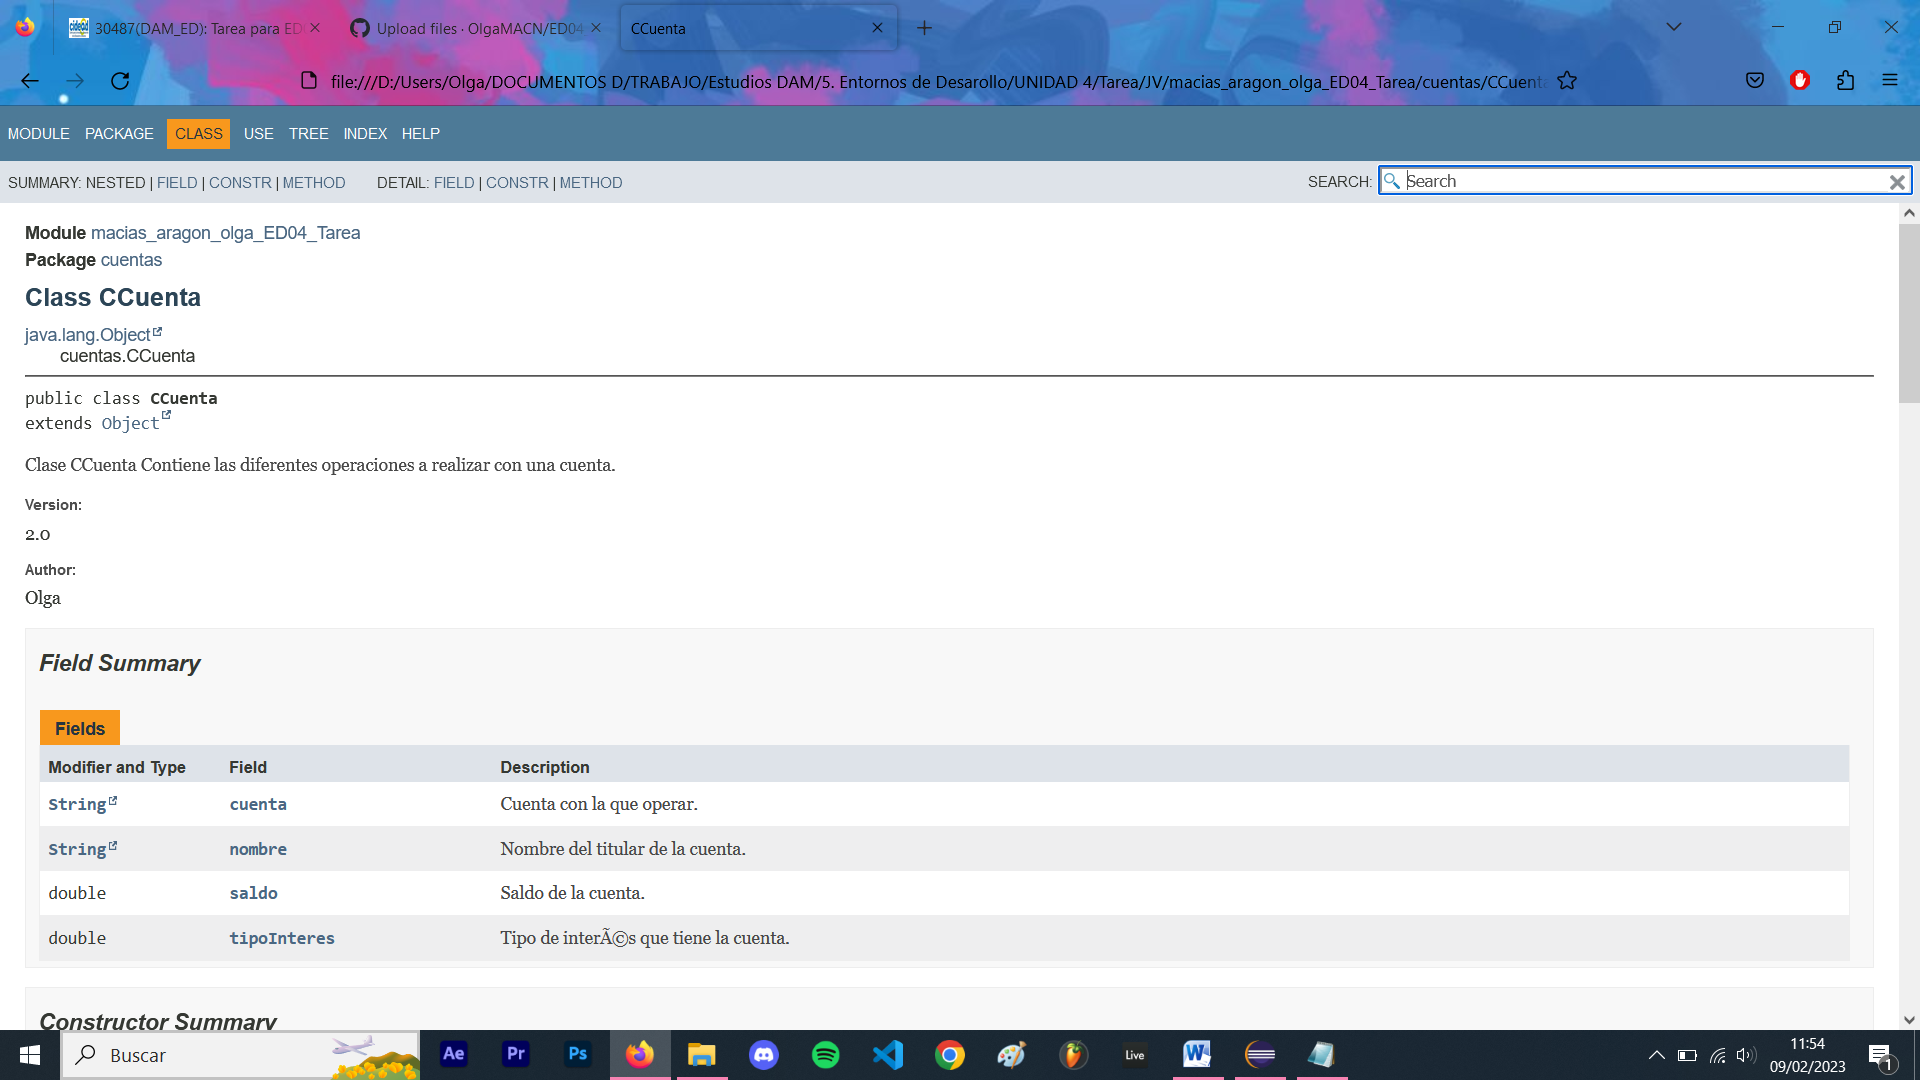 30487(DAM_ED): Tarea para ED
Upload files · OlgaMACN/ED04
CCuenta
file:///D:/Users/Olga/DOCUMENTOS D/TRABAJO/Estudios DAM/5. Entornos de Desarollo/UNIDAD 4/Tarea/JV/macias_aragon_olga_ED04_Tarea/cuentas/CCuenta
MODULE PACKAGE CLASS USE TREE INDEX HELP
SUMMARY: NESTED | FIELD | CONSTR | METHOD DETAIL: FIELD | CONSTR | METHOD SEARCH: Search
Module macias_aragon_olga_ED04_Tarea
Package cuentas
Class CCuenta
java.lang.Object
cuentas.CCuenta
public class CCuenta
extends Object
Clase CCuenta Contiene las diferentes operaciones a realizar con una cuenta.
Version:
2.0
Author:
Olga
Field Summary
Fields
Modifier and Type Field Description
String cuenta Cuenta con la que operar.
String nombre Nombre del titular de la cuenta.
double saldo Saldo de la cuenta.
double tipoInteres Tipo de interÃ©s que tiene la cuenta.
Constructor Summary
Buscar
Ae
Pr
Ps
Live
W
11:54
09/02/2023
1